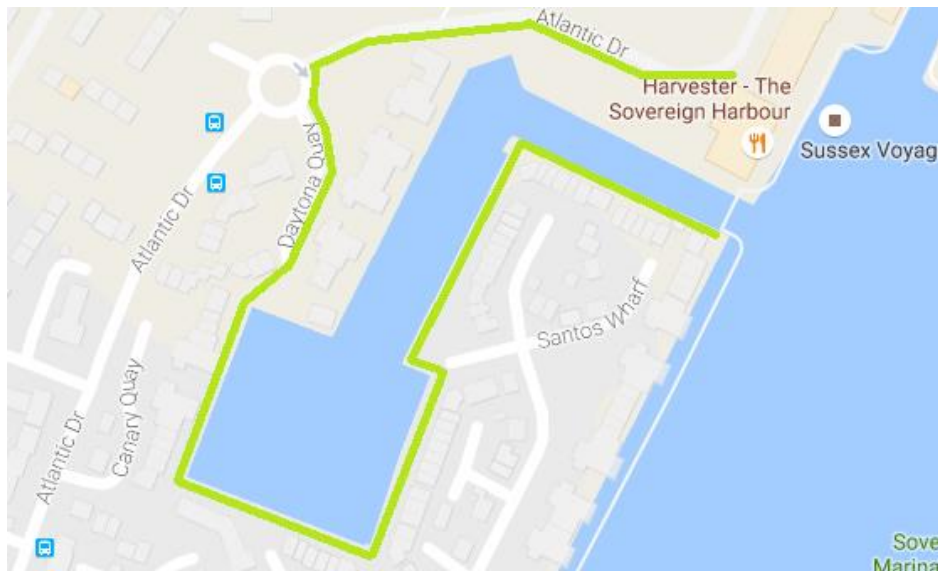 Atlantic Dr
Harvester - The
Sovereign Harbour
Sussex Voyag
Daytona Quay
Atlantic Dr
Santos Wharf
Canary Quay
Atlantic Dr
Sove
Marina